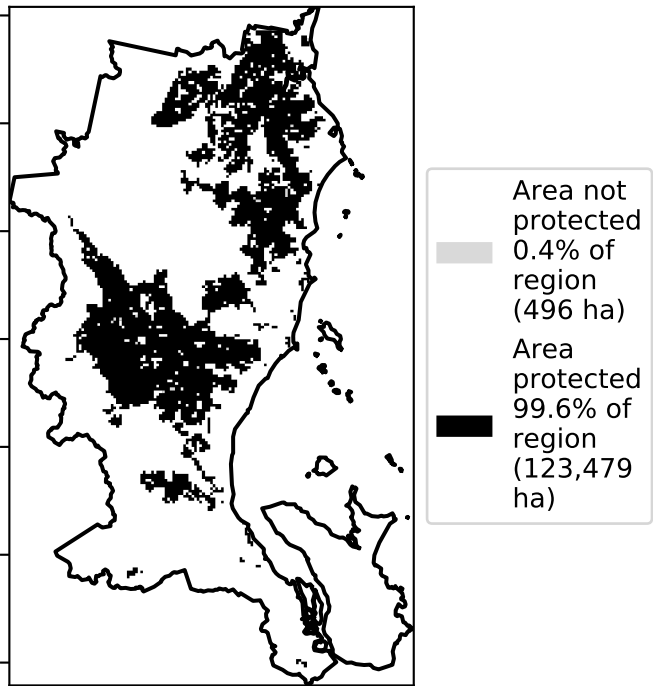 Area not
protected
0.4% of
region
(496 ha)
Area
protected
99.6% of
region
(123,479
ha)